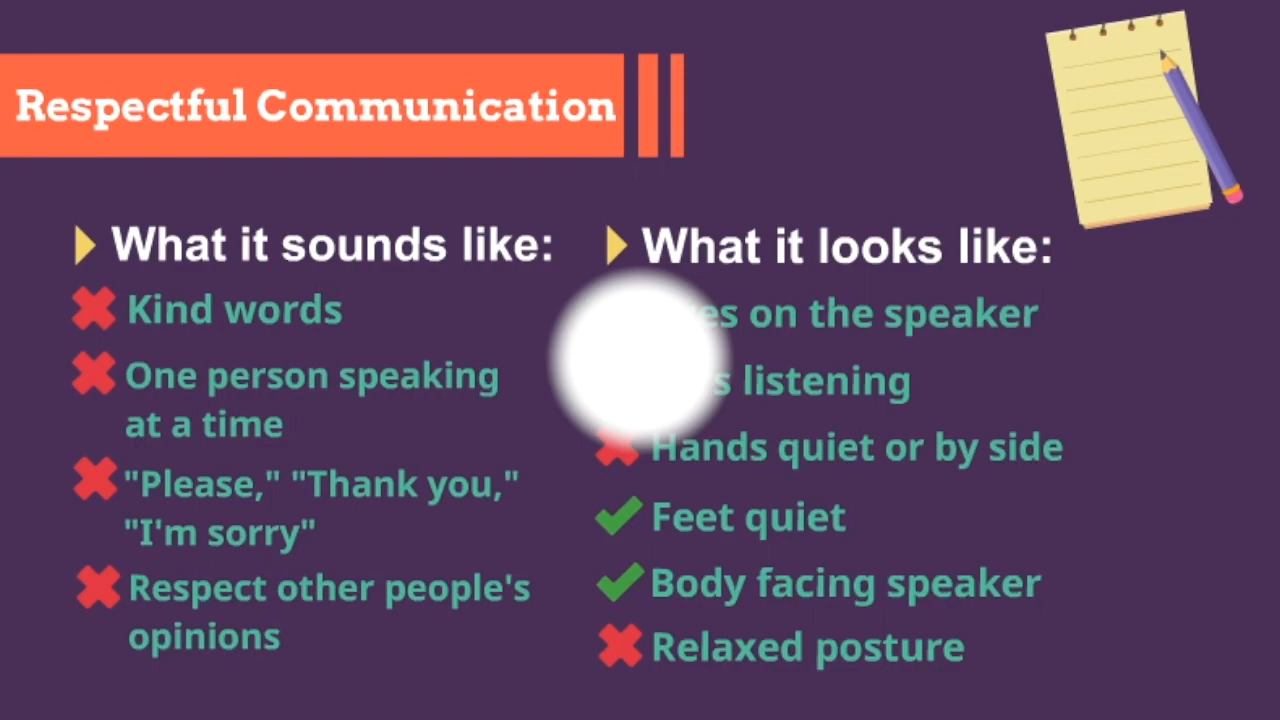 Respectful Communication
What it sounds like:
Kind words
One person speaking
at a time
"Please," "Thank you,"
"I'm sorry"
Respect other people's
opinions
What it looks like:
on the speaker
listening
Hands quiet or by side
Feet quiet
Body facing speaker
Relaxed posture